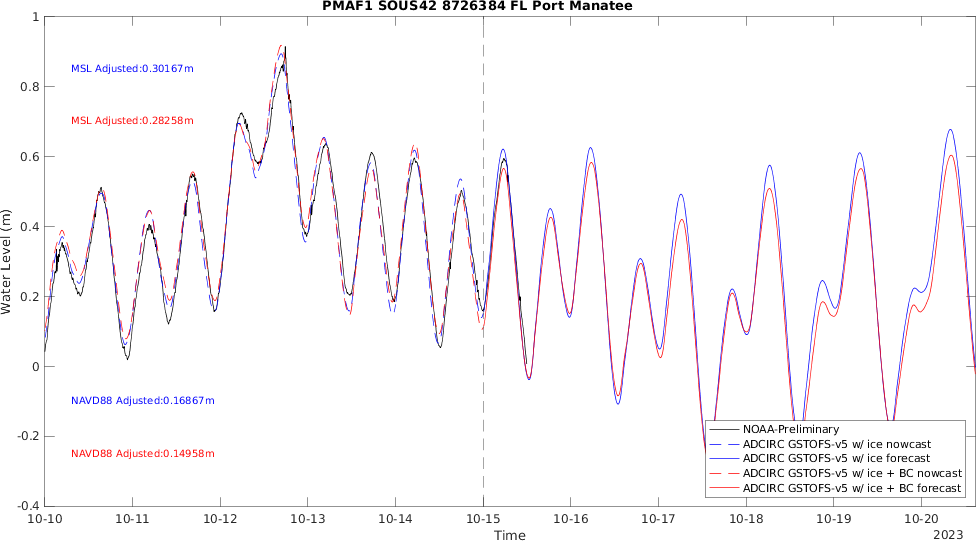 PMAF1 SOUS42 8726384 FL Port Manatee
1
0.8
0.6
0.4
0.2
0
-0.2
-0.4
Water Level (m)
MSL Adjusted:0.30167m
MSL Adjusted:0.28258m
NAVD88 Adjusted:0.16867m
NAVD88 Adjusted:0.14958m
NOAA-Preliminary
ADCIRC GSTOFS-v5 w/ ice nowcast
ADCIRC GSTOFS-v5 w/ ice forecast
ADCIRC GSTOFS-v5 w/ ice + BC nowcast
ADCIRC GSTOFS-v5 w/ ice + BC forecast
10-10 10-11 10-12 10-13 10-14 10-15 10-16 10-17 10-18 10-19 10-20
Time
2023